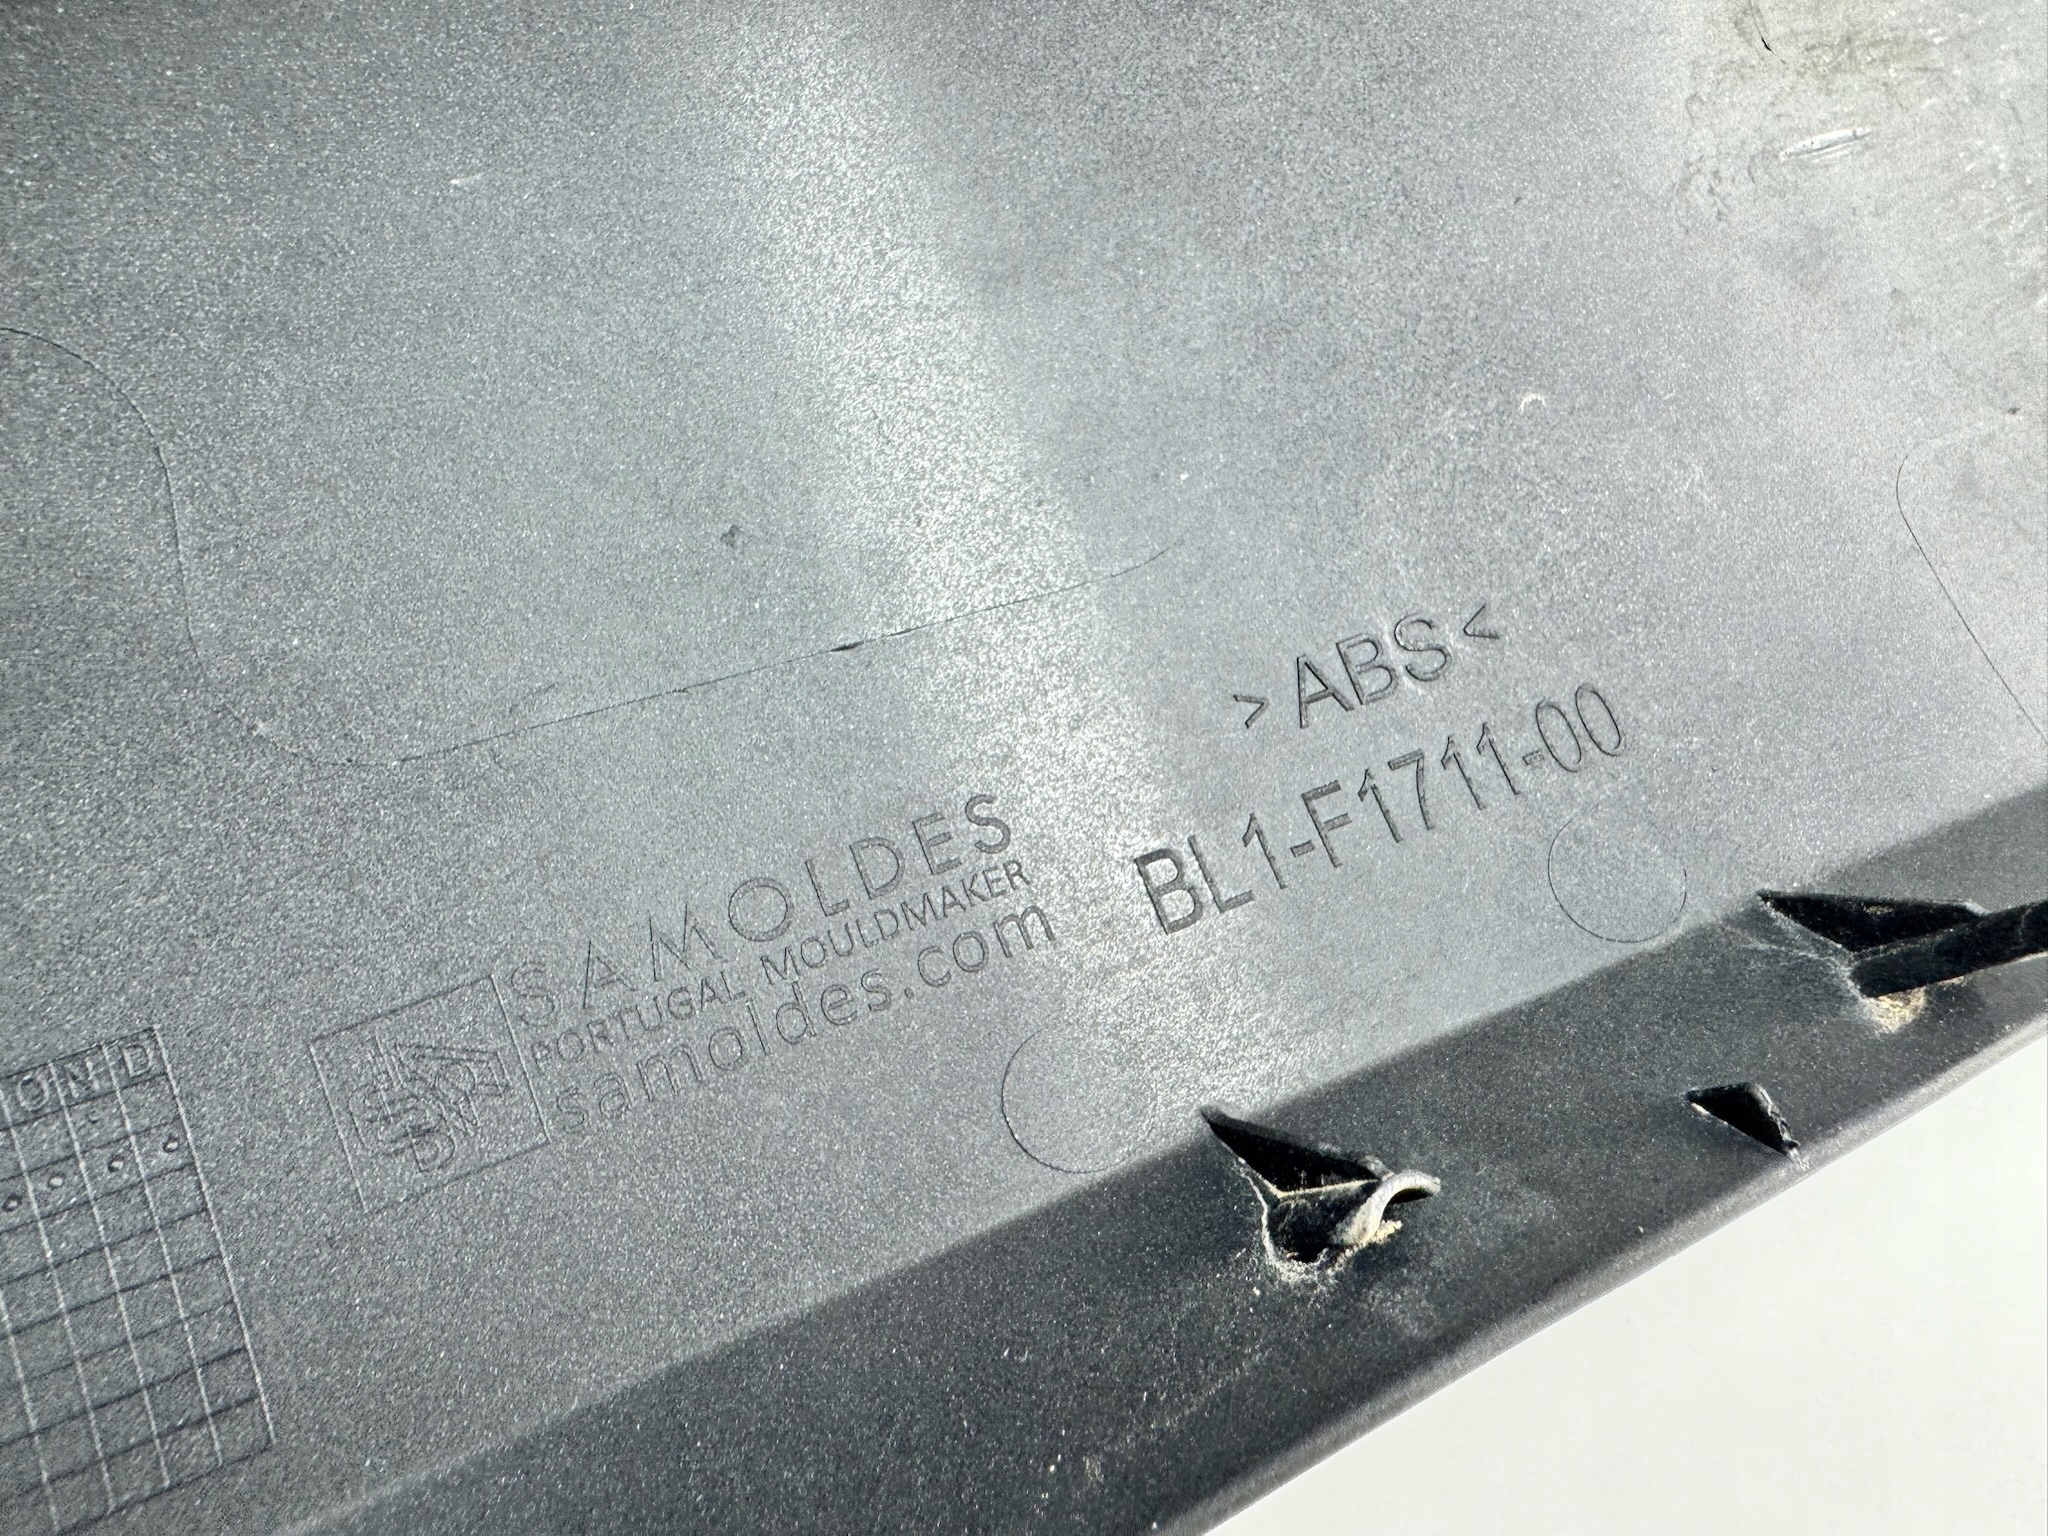 >ABS<
BL1-F1711-00
SAMOLDES
PORTUGAL MOULDMAKER
samoldes.com
O N D